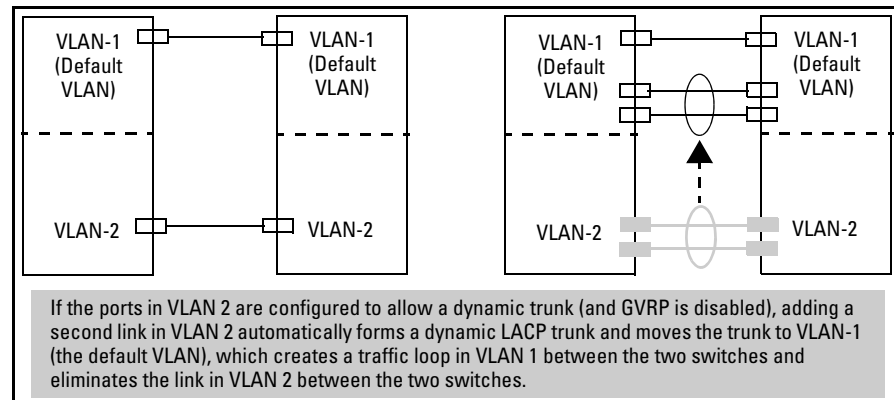 VLAN-1
(Default
VLAN)
VLAN-1
(Default
VLAN)
VLAN-2
VLAN-2
VLAN-1
(Default
VLAN)
VLAN-1
(Default
VLAN)
VLAN-2
VLAN-2
If the ports in VLAN 2 are configured to allow a dynamic trunk (and GVRP is disabled), adding a
second link in VLAN 2 automatically forms a dynamic LACP trunk and moves the trunk to VLAN-1
(the default VLAN), which creates a traffic loop in VLAN 1 between the two switches and
eliminates the link in VLAN 2 between the two switches.